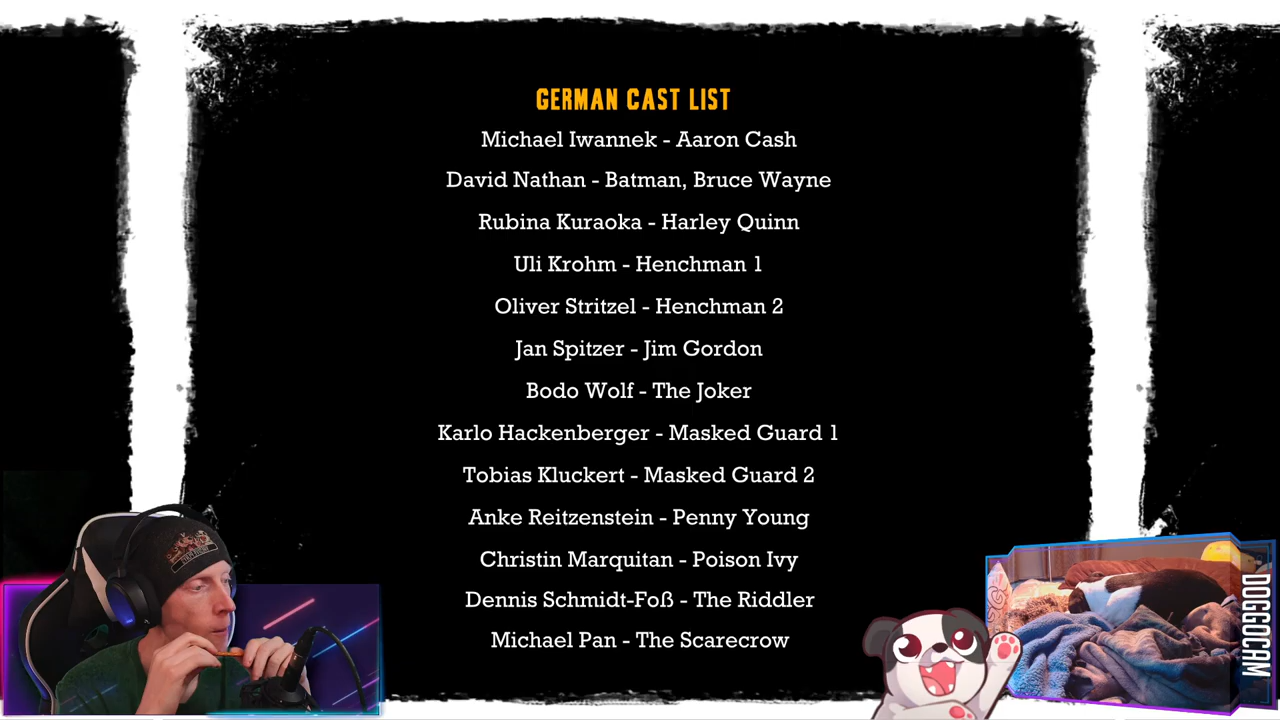 GERMAN CAST LIST
Michael Iwannek - Aaron Cash
David Nathan - Batman, Bruce Wayne
Rubina Kuraoka - Harley Quinn
Uli Krohm - Henchman 1
Oliver Stritzel - Henchman 2
Jan Spitzer - Jim Gordon
Bodo Wolf - The Joker
Karlo Hackenberger - Masked Guard 1
Tobias Kluckert - Masked Guard 2
Anke Reitzenstein - Penny Young
Christin Marquitan - Poison Ivy
Dennis Schmidt-Foß - The Riddler
Michael Pan - The Scarecrow
DOGGOCAM